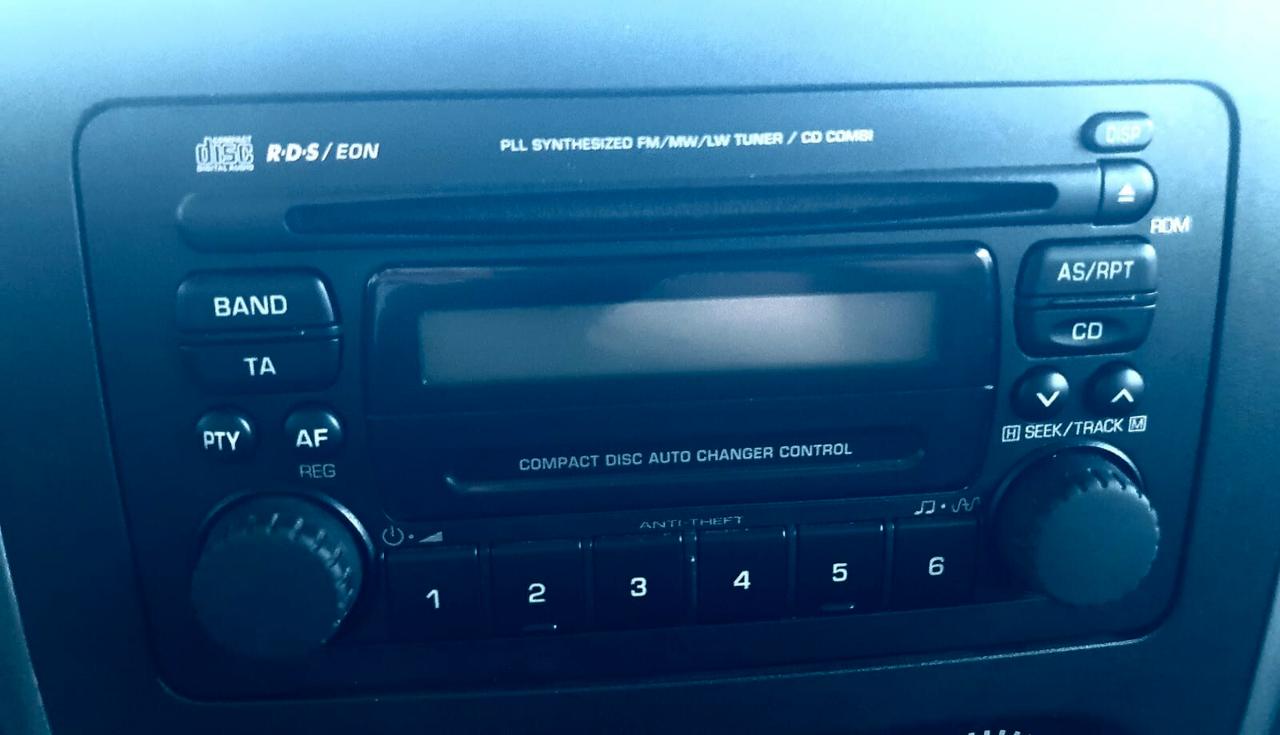 COMPACT
disc
DIGITAL AUDIO
R·D·S / EON
PLL SYNTHESIZED FM/MW/LW TUNER / CD COMBI
DISP
RDM
BAND
AS/RPT
TA
CD
PTY
AF
REG
H SEEK/TRACK M
COMPACT DISC AUTO CHANGER CONTROL
ANTI-THEFT
1
2
3
4
5
6